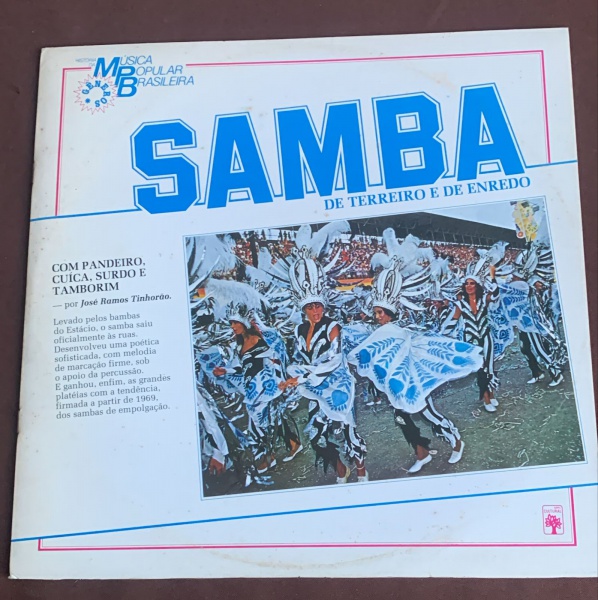 HISTÓRIA DA
MÚSICA
POPULAR
BRASILEIRA
GÊNEROS
SAMBA
DE TERREIRO E DE ENREDO
COM PANDEIRO,
CUÍCA, SURDO E
TAMBORIM
— por José Ramos Tinhorão.
Levado pelos bambas
do Estácio, o samba saiu
oficialmente às ruas.
Desenvolveu uma poética
sofisticada, com melodia
de marcação firme, sob
o apoio da percussão.
E ganhou, enfim, as grandes
platéias com a tendência,
firmada a partir de 1969,
dos sambas de empolgação.